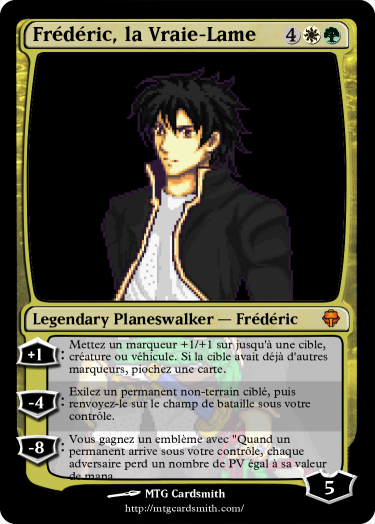 Frédéric, la Vraie-Lame 4
Legendary Planeswalker — Frédéric
+1
Mettez un marqueur +1/+1 sur jusqu'à une cible,
créature ou véhicule. Si la cible avait déjà d'autres
marqueurs, piochez une carte.
-4
Exilez un permanent non-terrain ciblé, puis
renvoyez-le sur le champ de bataille sous votre
contrôle.
-8
Vous gagnez un emblème avec "Quand un
permanent arrive sous votre contrôle, chaque
adversaire perd un nombre de PV égal à sa valeur
de mana
5
MTG Cardsmith
http://mtgcardsmith.com/